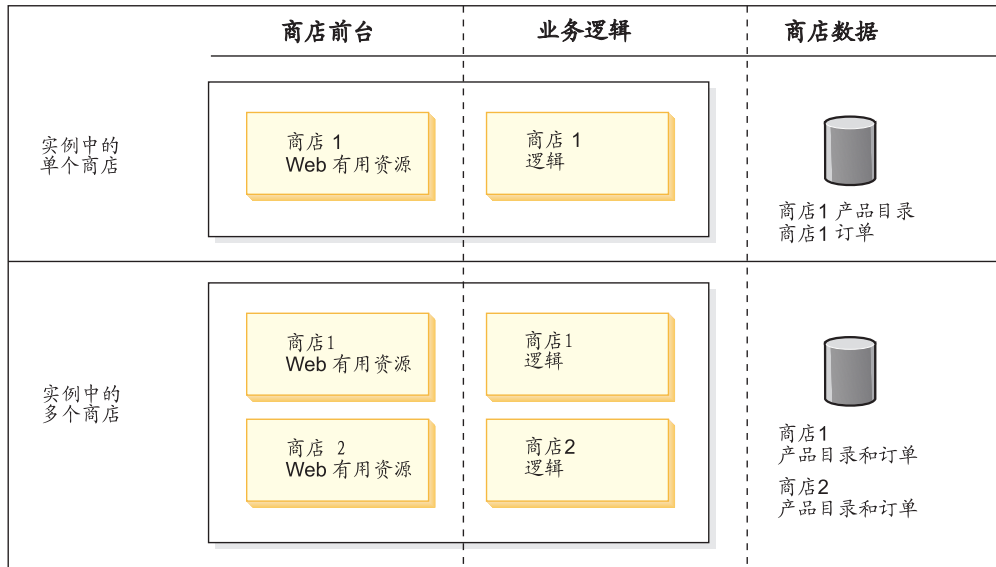 商店前台
业务逻辑
商店数据
实例中的
单个商店
商店 1
Web 有用资源
商店 1
逻辑
商店1 产品目录
商店1 订单
实例中的
多个商店
商店1
Web 有用资源
商店1
逻辑
商店 2
Web 有用资源
商店2
逻辑
商店1
产品目录和订单
商店2
产品目录和订单